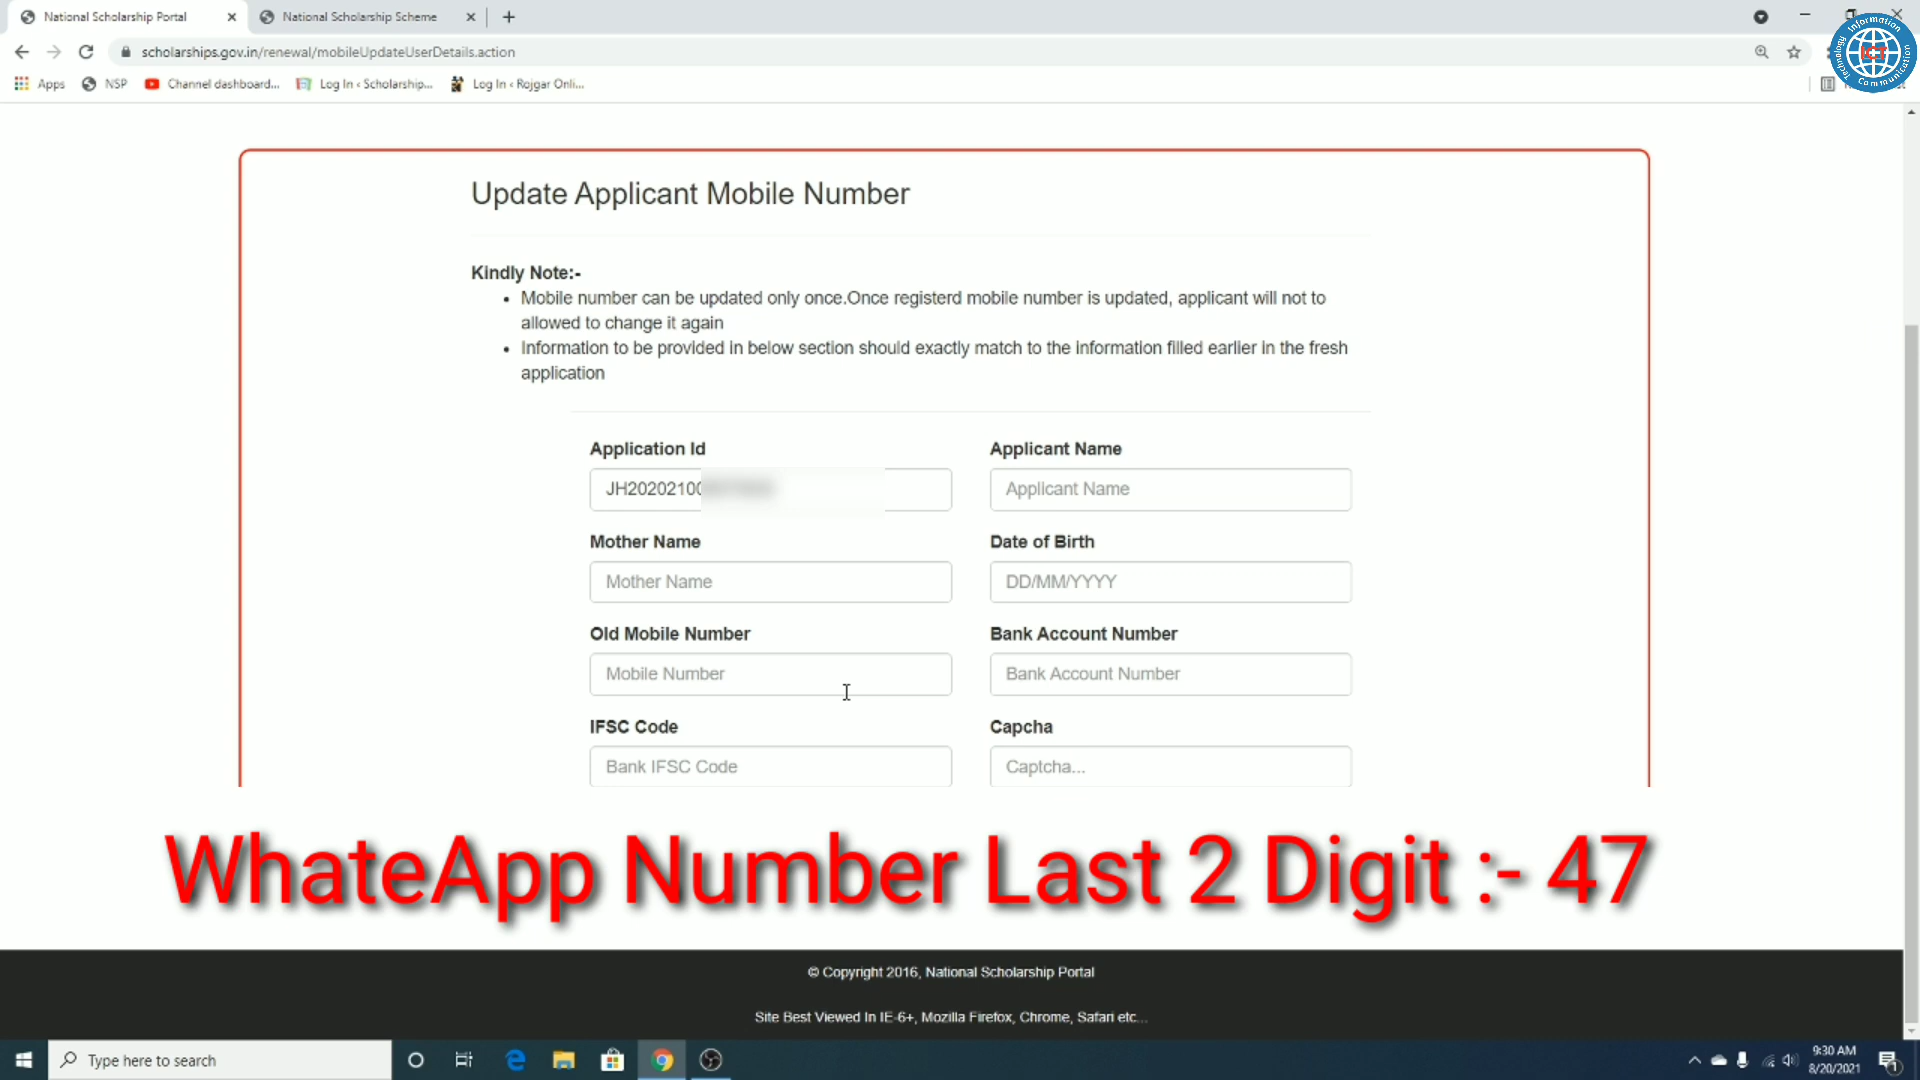 National Scholarship Portal
National Scholarship Scheme
scholarships.gov.in/renewal/mobileUpdateUserDetails.action
Apps
NSP
Channel dashboard...
Log In ‹ Scholarship...
Log In ‹ Rojgar Onli...
Information
Communication
Technology
ICT
Update Applicant Mobile Number
Kindly Note:-
Mobile number can be updated only once.Once registerd mobile number is updated, applicant will not to
allowed to change it again
Information to be provided in below section should exactly match to the information filled earlier in the fresh
application
Application Id
Applicant Name
JH20202100
Applicant Name
Mother Name
Date of Birth
Mother Name
DD/MM/YYYY
Old Mobile Number
Bank Account Number
Mobile Number
Bank Account Number
IFSC Code
Capcha
Bank IFSC Code
Captcha...
WhateApp Number Last 2 Digit :- 47
© Copyright 2016, National Scholarship Portal
Site Best Viewed In IE-6+, Mozilla Firefox, Chrome, Safari etc...
Type here to search
9:30 AM
8/20/2021
1